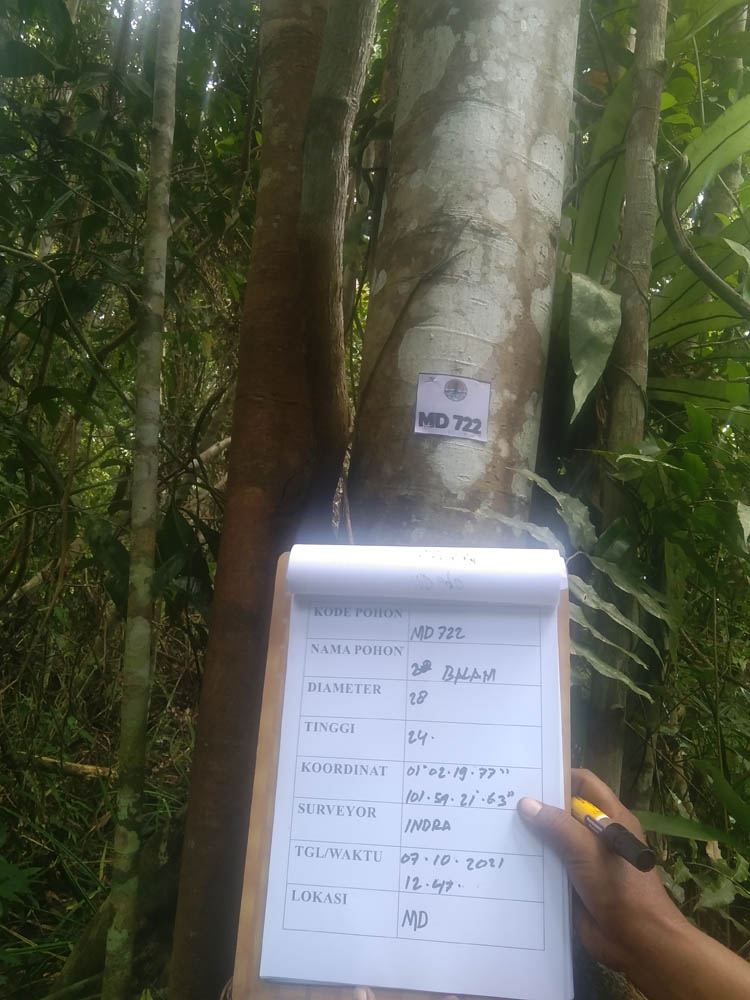 MD 722
KODE POHON MD 722
NAMA POHON BALAM
DIAMETER 28
TINGGI 24.
KOORDINAT 01°02.19.77"
101.59.21.63"
SURVEYOR INDRA
TGL/WAKTU 07.10.2021
12.47.
LOKASI MD